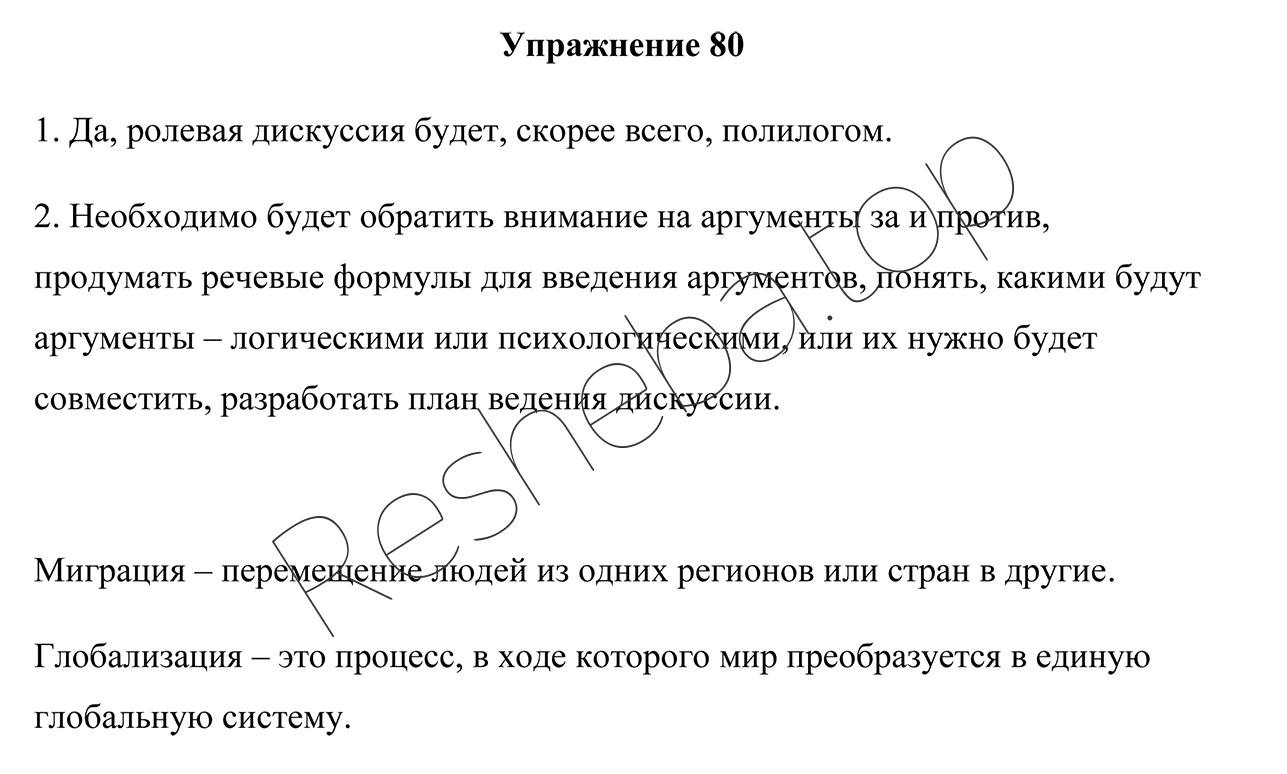 Упражнение 80
1. Да, ролевая дискуссия будет, скорее всего, полилогом.
2. Необходимо будет обратить внимание на аргументы за и против,
продумать речевые формулы для введения аргументов, понять, какими будут
аргументы – логическими или психологическими, или их нужно будет
совместить, разработать план ведения дискуссии.
Resheba.top
Миграция – перемещение людей из одних регионов или стран в другие.
Глобализация – это процесс, в ходе которого мир преобразуется в единую
глобальную систему.